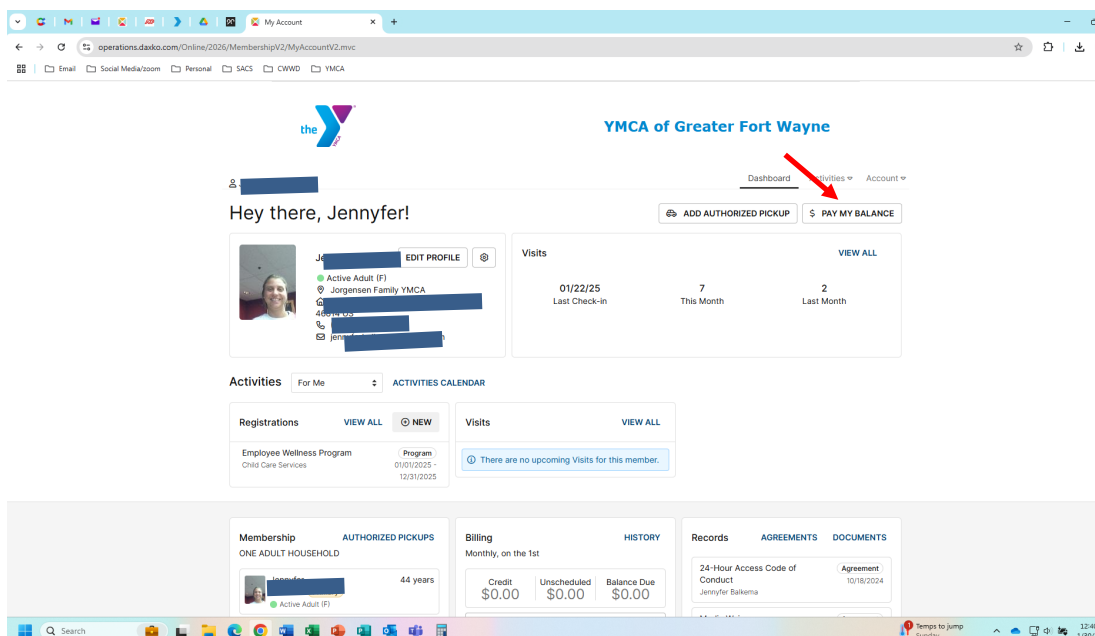 My Account
operations.daxko.com/Online/2026/MembershipV2/MyAccountV2.mvc
Email Social Media/zoom Personal SACS CWWD YMCA
the YMCA
YMCA of Greater Fort Wayne
Dashboard Activities Account
Hey there, Jennyfer!
ADD AUTHORIZED PICKUP $ PAY MY BALANCE
EDIT PROFILE
Active Adult (F)
Jorgensen Family YMCA
Visits VIEW ALL
01/22/25 7 2
Last Check-in This Month Last Month
Activities For Me ACTIVITIES CALENDAR
Registrations VIEW ALL NEW
Employee Wellness Program Program
Child Care Services 01/01/2025 -
12/31/2025
Visits VIEW ALL
There are no upcoming Visits for this member.
Membership AUTHORIZED PICKUPS
ONE ADULT HOUSEHOLD
44 years
Active Adult (F)
Billing HISTORY
Monthly, on the 1st
Credit Unscheduled Balance Due
$0.00 $0.00 $0.00
Records AGREEMENTS DOCUMENTS
24-Hour Access Code of Agreement
Conduct 10/18/2024
Jennyfer Balkema
Search
Temps to jump
Sunday